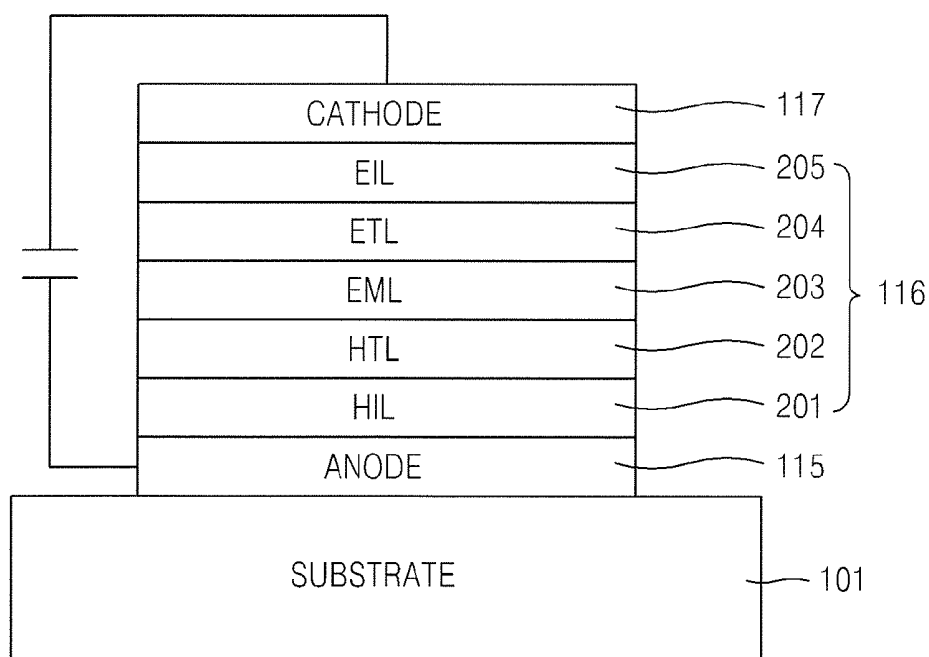 CATHODE 117
EIL 205
ETL 204
EML 203
116
HTL 202
HIL 201
ANODE 115
SUBSTRATE 101